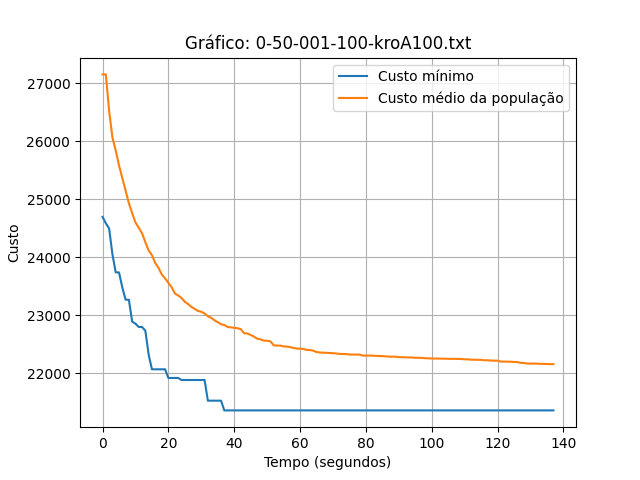 Gráfico: 0-50-001-100-kroA100.txt
Custo mínimo
Custo médio da população
27000
26000
25000
24000
23000
22000
Custo
0 20 40 60 80 100 120 140
Tempo (segundos)